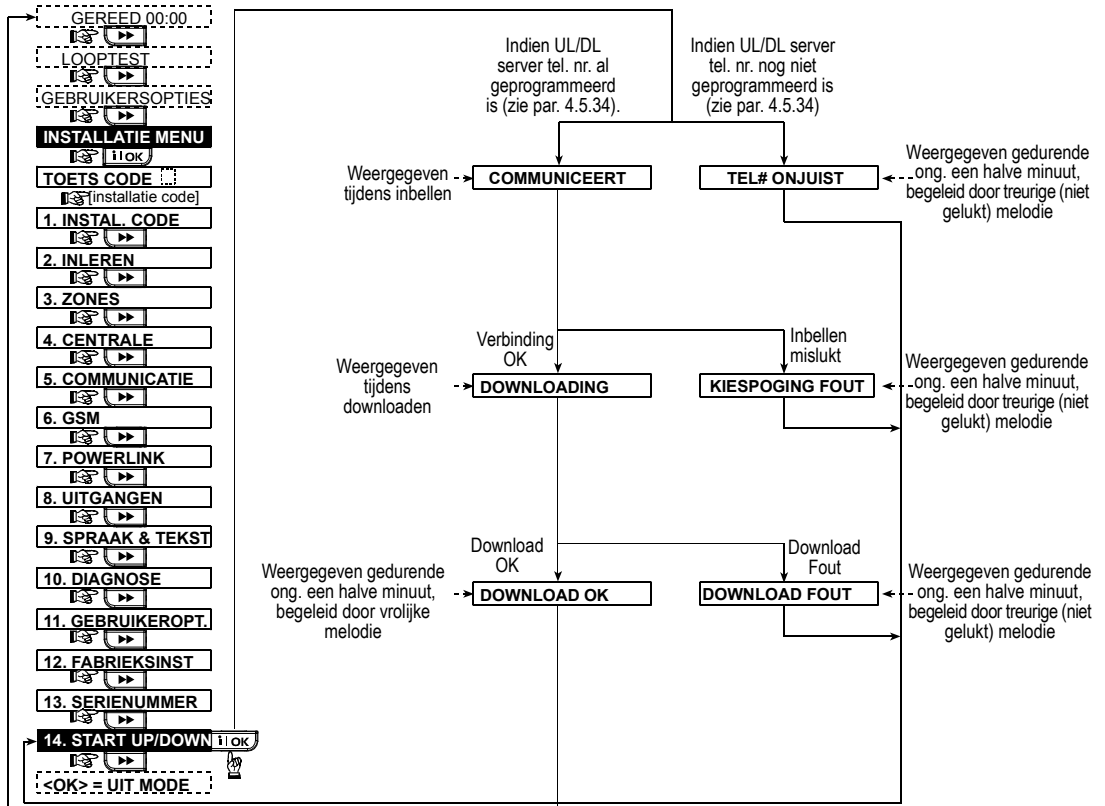 GEREED 00:00
LOOPTEST
GEBRUIKERSOPTIES
INSTALLATIE MENU
i I OK
TOETS CODE
[installatie code]
1. INSTAL. CODE
2. INLEREN
3. ZONES
4. CENTRALE
5. COMMUNICATIE
6. GSM
7. POWERLINK
8. UITGANGEN
9. SPRAAK & TEKST
10. DIAGNOSE
11. GEBRUIKEROPT.
12. FABRIEKSINST
13. SERIENUMMER
14. START UP/DOWN
i I OK
<OK> = UIT MODE
Indien UL/DL
server tel. nr. al
geprogrammeerd
is (zie par. 4.5.34).
Indien UL/DL server
tel. nr. nog niet
geprogrammeerd is
(zie par. 4.5.34)
Weergegeven
tijdens inbellen
COMMUNICEERT
TEL# ONJUIST
Weergegeven gedurende
ong. een halve minuut,
begeleid door treurige (niet
gelukt) melodie
Verbinding
OK
Inbellen
mislukt
Weergegeven
tijdens
downloaden
DOWNLOADING
KIESPOGING FOUT
Weergegeven gedurende
ong. een halve minuut,
begeleid door treurige (niet
gelukt) melodie
Download
OK
Download
Fout
Weergegeven gedurende
ong. een halve minuut,
begeleid door vrolijke
melodie
DOWNLOAD OK
DOWNLOAD FOUT
Weergegeven gedurende
ong. een halve minuut,
begeleid door treurige (niet
gelukt) melodie